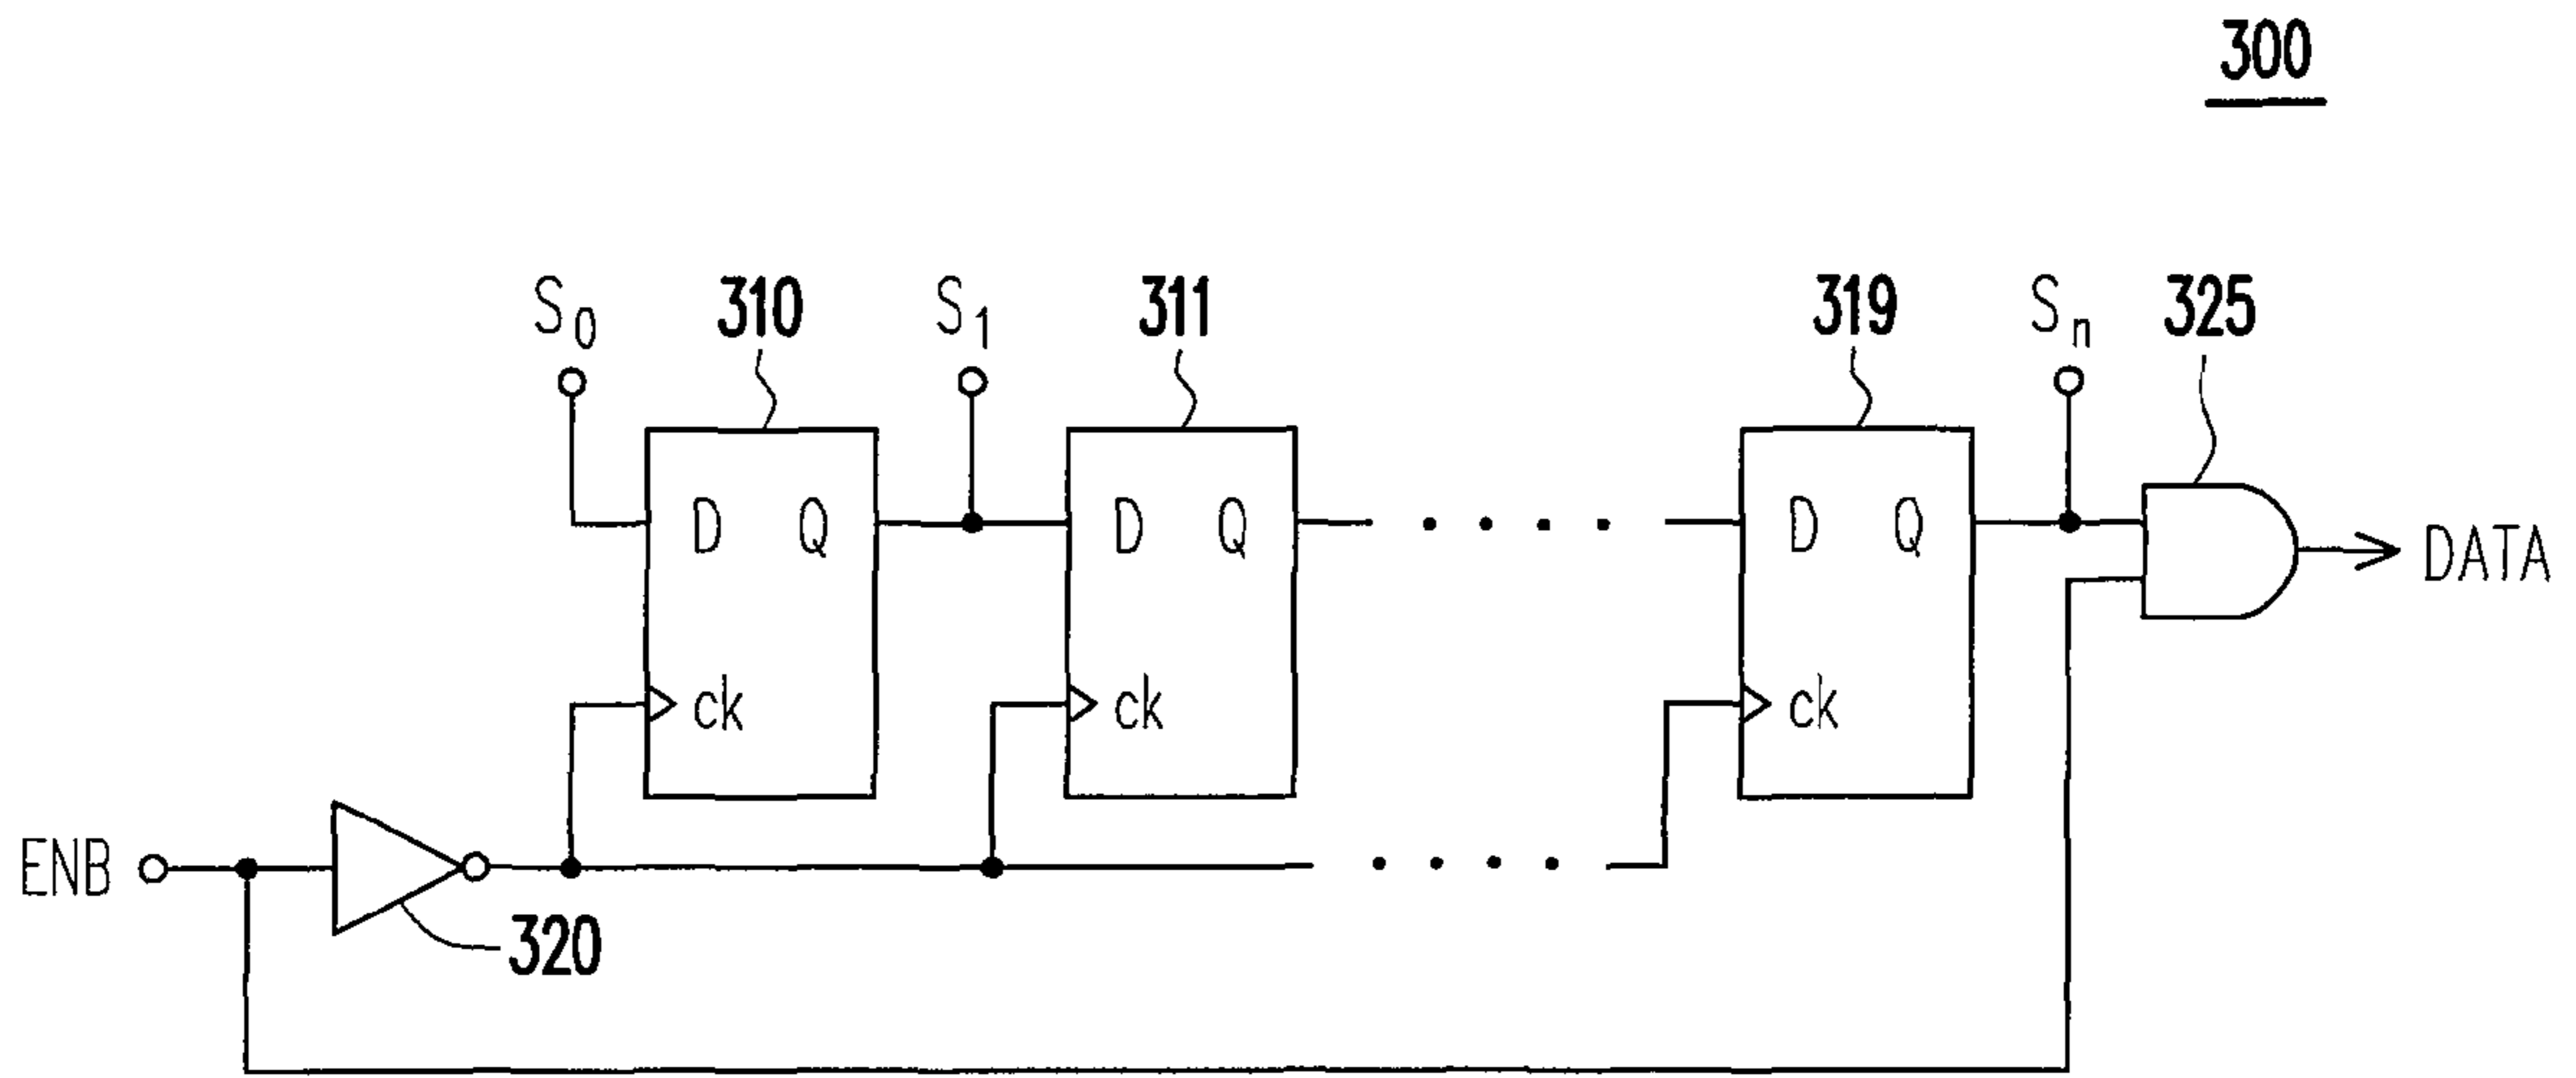 300
S0 310 S1 311 319 Sn 325
D Q D Q D Q DATA
ck ck ck
ENB
320